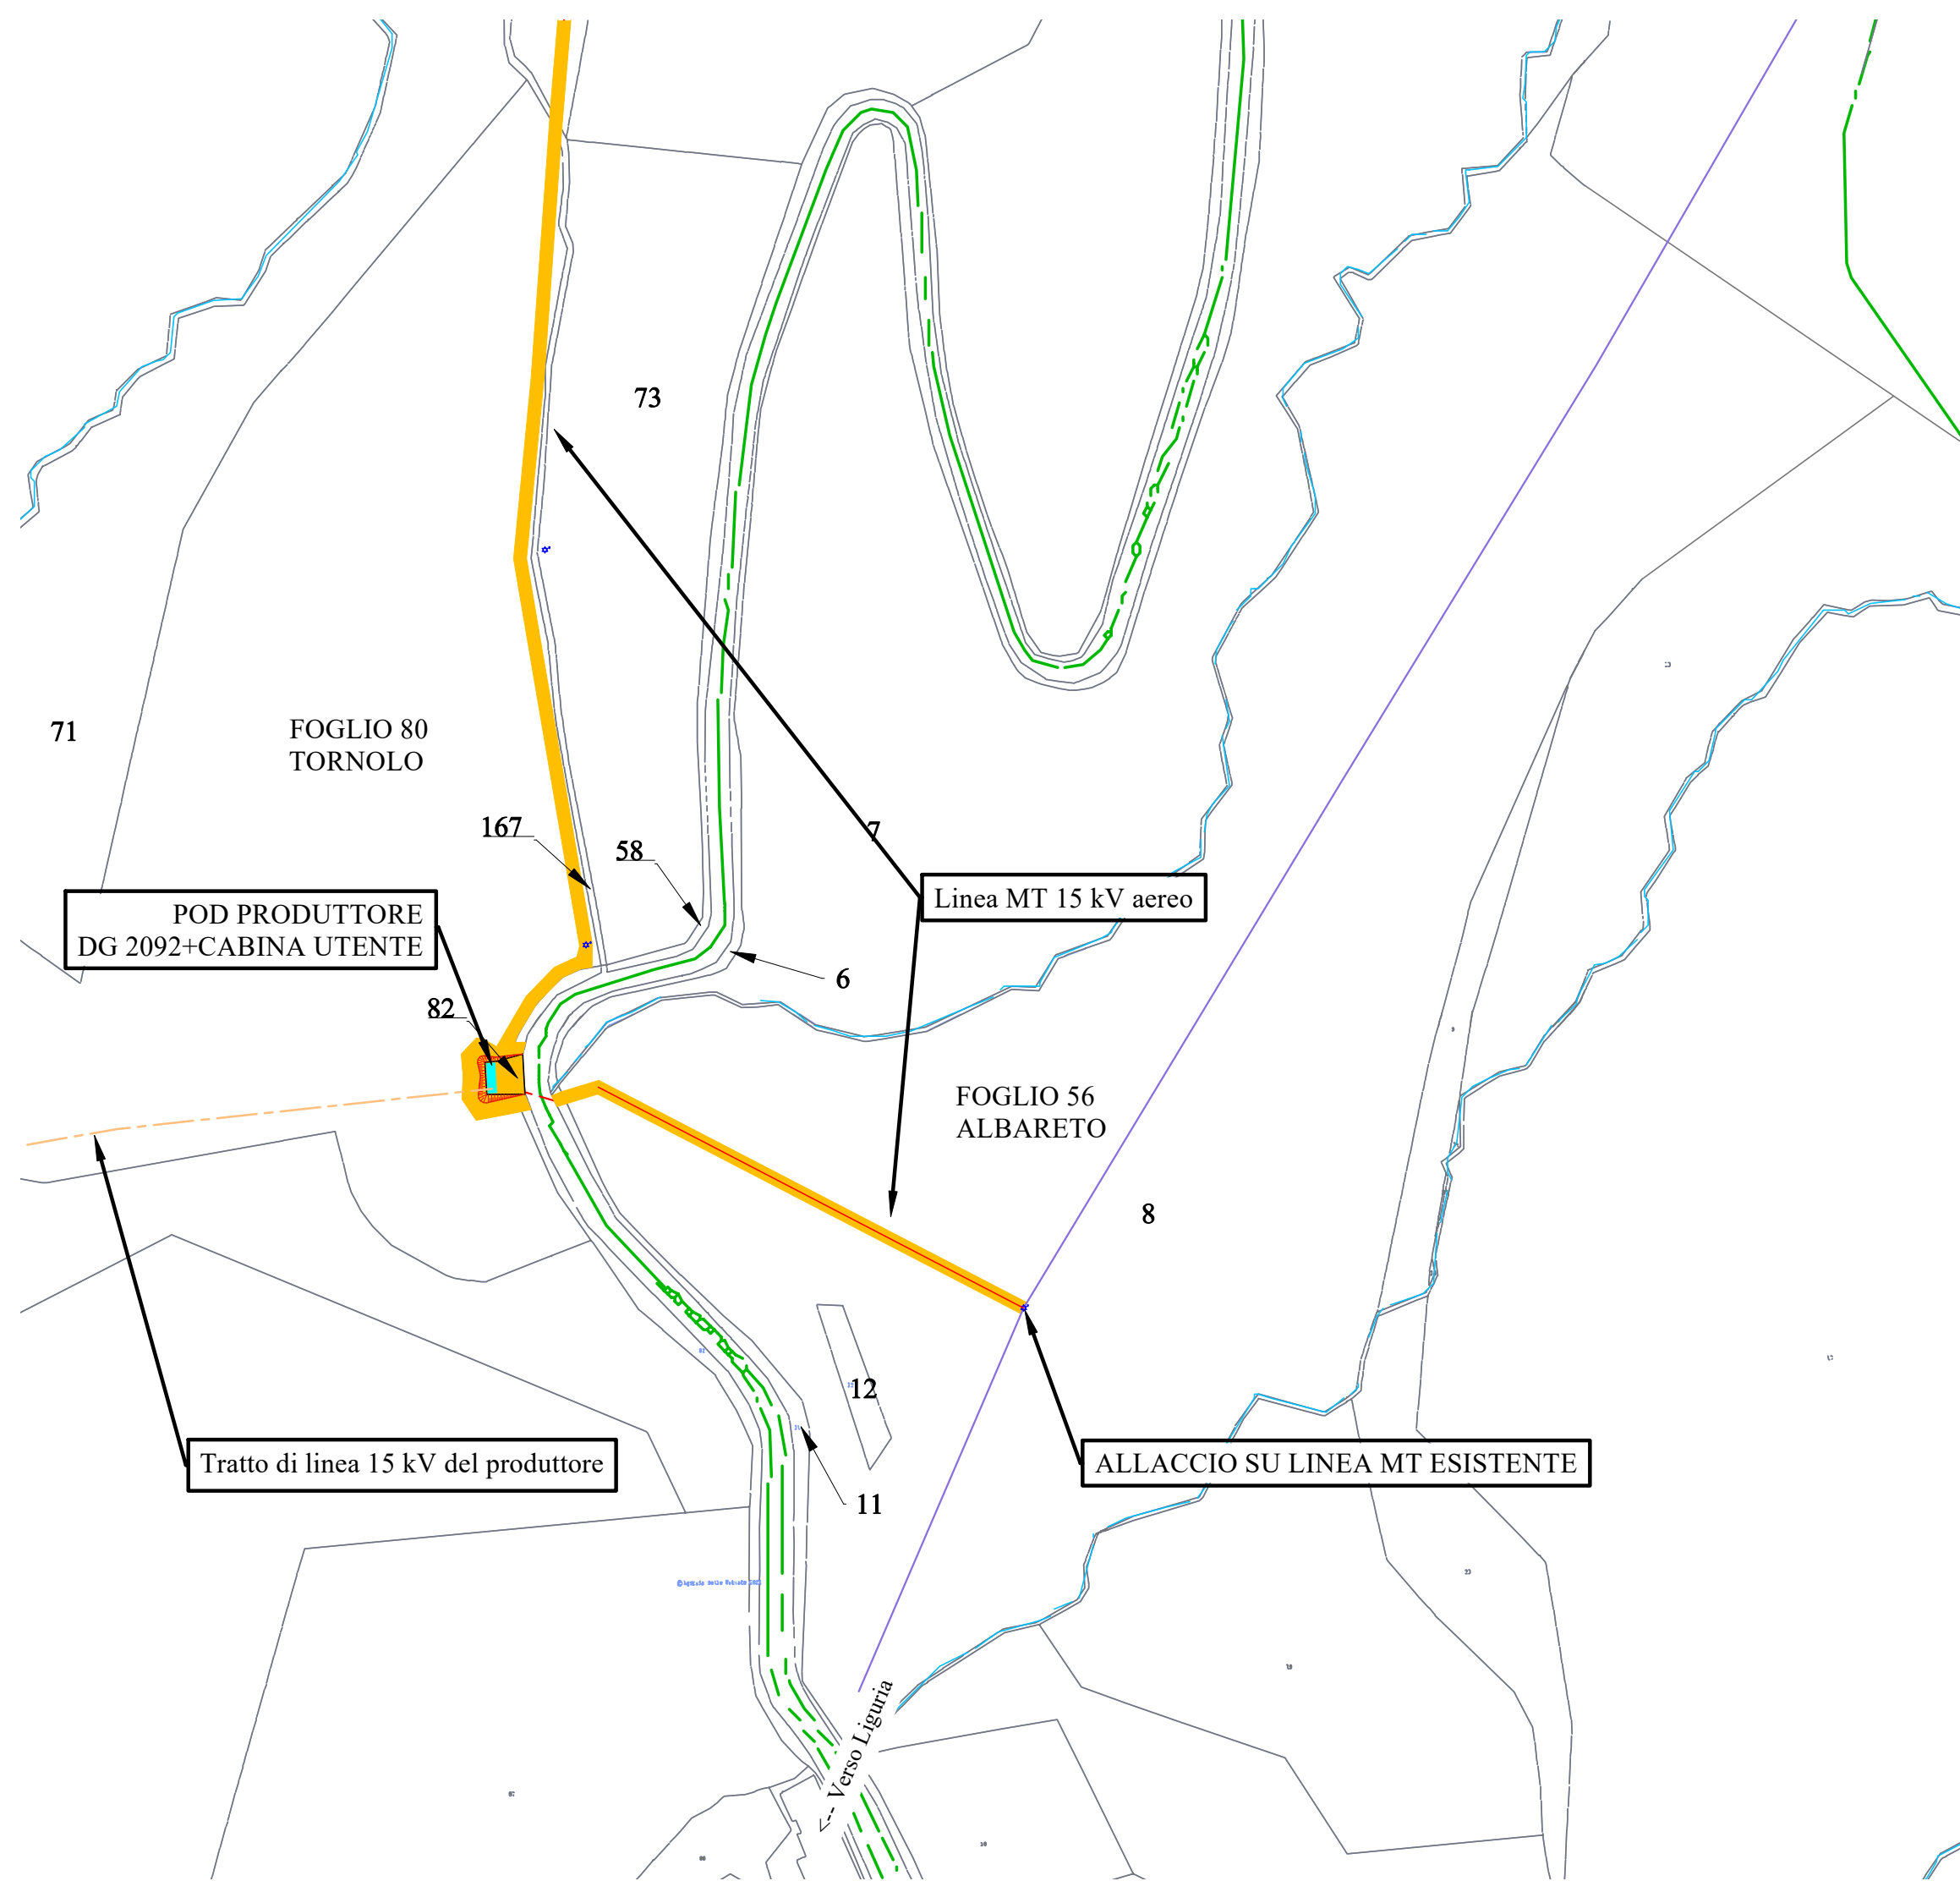 73
71
FOGLIO 80
TORNOLO
167
58
7
Linea MT 15 kV aereo
POD PRODUTTORE
DG 2092+CABINA UTENTE
6
82
FOGLIO 56
ALBARETO
8
12
ALLACCIO SU LINEA MT ESISTENTE
Tratto di linea 15 kV del produttore
11
Verso Liguria